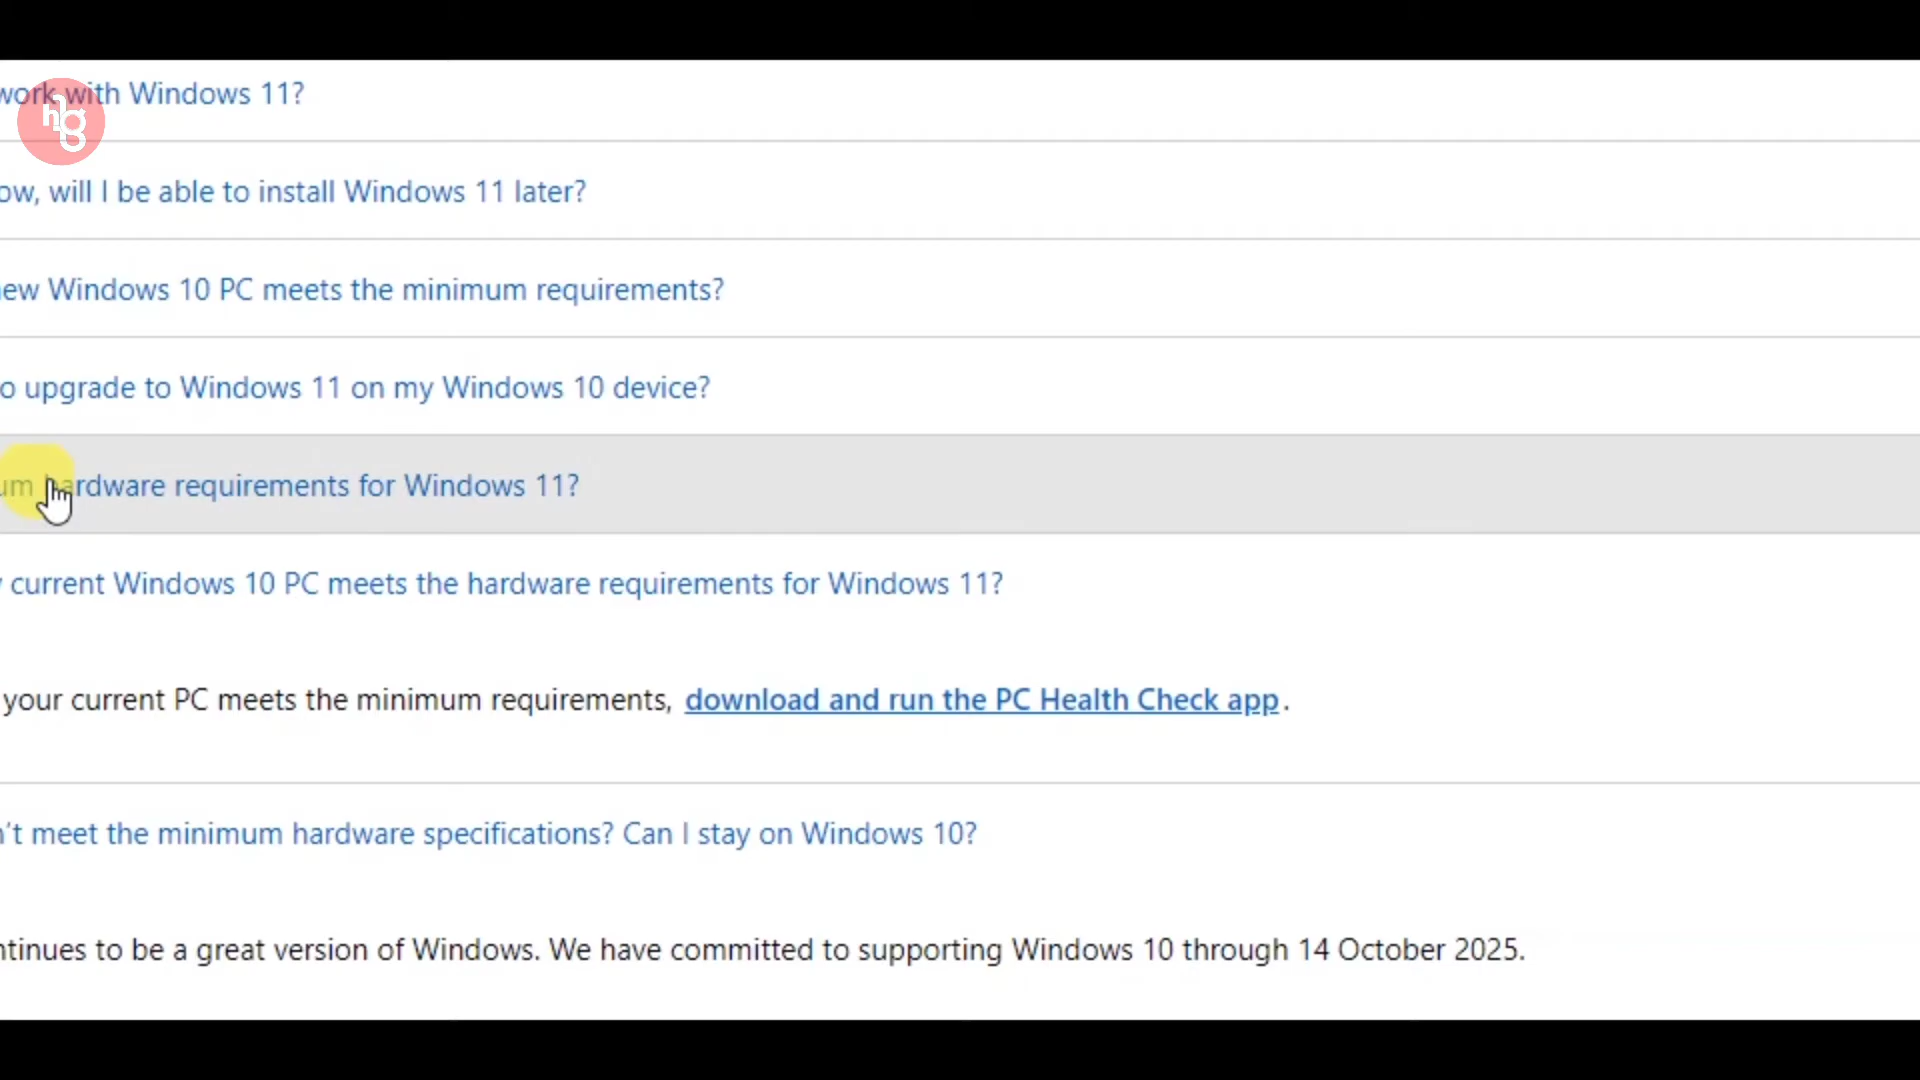 h2g
work with Windows 11?
ow, will I be able to install Windows 11 later?
new Windows 10 PC meets the minimum requirements?
o upgrade to Windows 11 on my Windows 10 device?
um hardware requirements for Windows 11?
current Windows 10 PC meets the hardware requirements for Windows 11?
your current PC meets the minimum requirements, download and run the PC Health Check app.
n't meet the minimum hardware specifications? Can I stay on Windows 10?
ntinues to be a great version of Windows. We have committed to supporting Windows 10 through 14 October 2025.